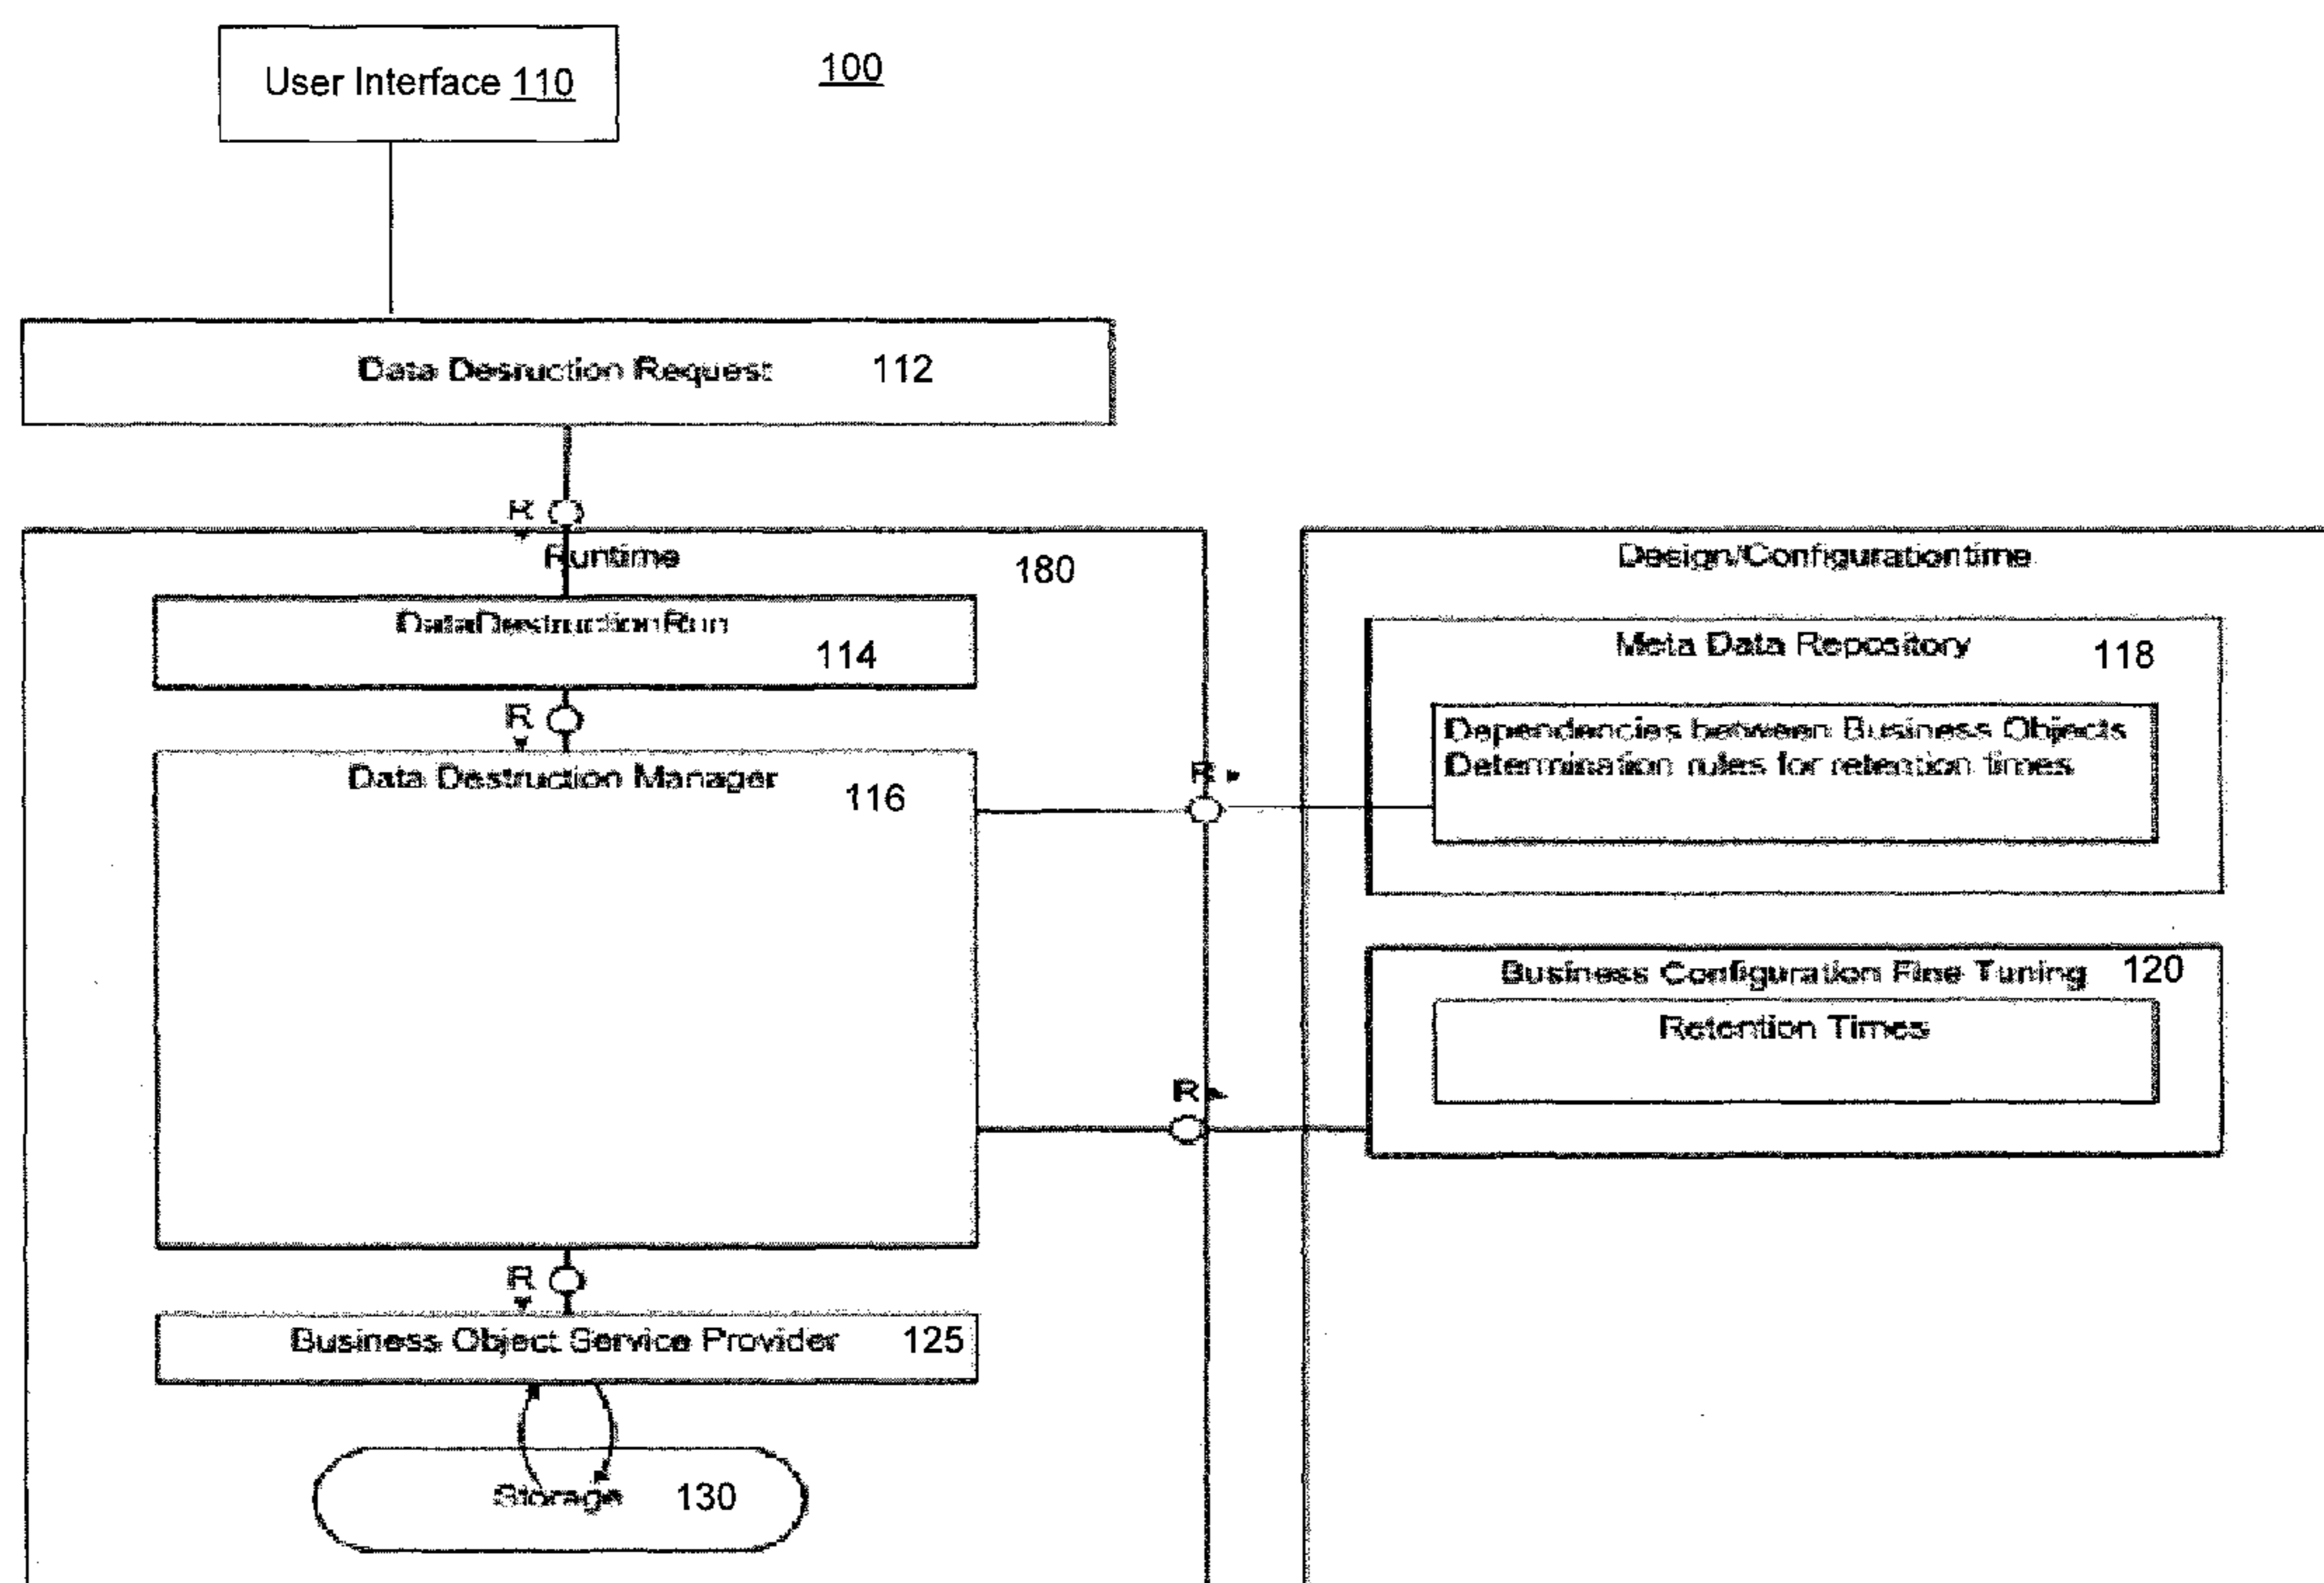 User Interface 110
100
Data Desruction Request 112
R
Runtime 180
DataDestructionRun
114
R
Data Destruction Manager
116
R
R
R
Business Object Service Provider 125
Storage 130
Design/Configurationtime
Meta Data Repository 118
Dependencies between Business Objects
Determination rules for retention times
Business Configuration Fine Tuning 120
Retention Times